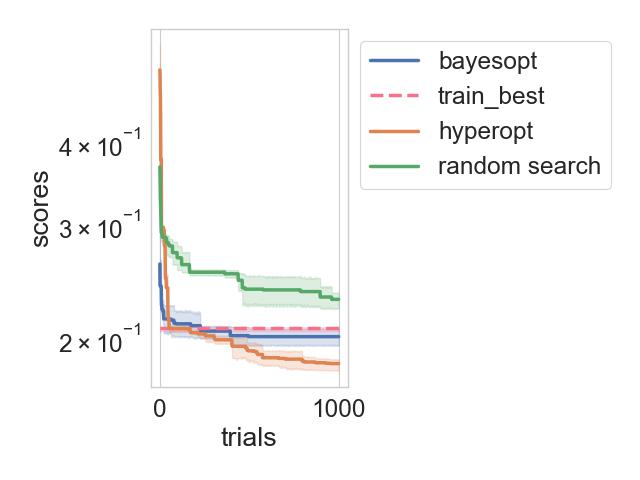 bayesopt
train_best
hyperopt
random search
scores
4 × 10⁻¹
3 × 10⁻¹
2 × 10⁻¹
0
1000
trials